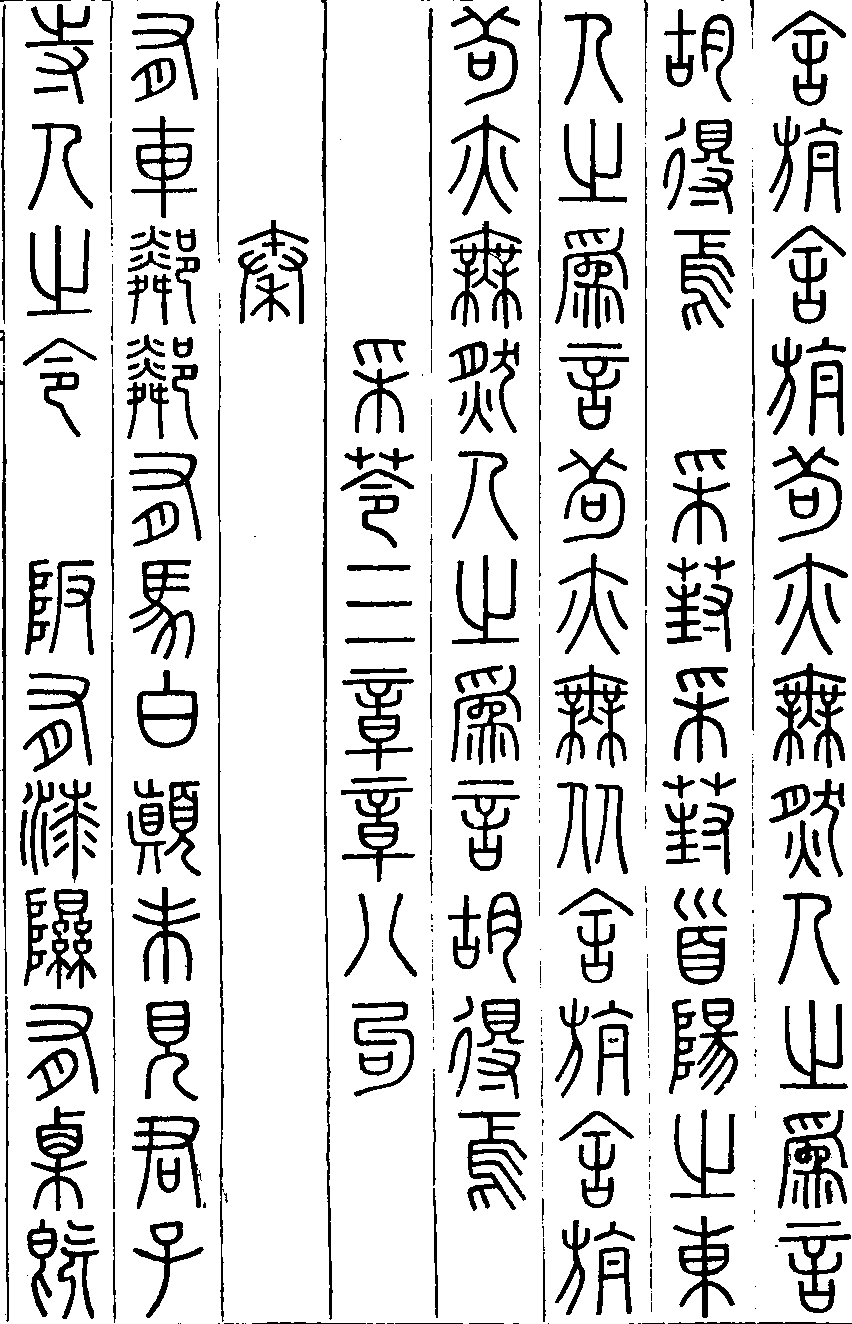 舍旃舍旃苟亦無然人之爲言
胡得焉　采葑采葑首陽之東
人之爲言苟亦無从舍旃舍旃
苟亦無然人之爲言胡得焉
采苓三章章八句
秦
有車鄰鄰有馬白顛未見君子
寺人之令　阪有漆隰有栗既